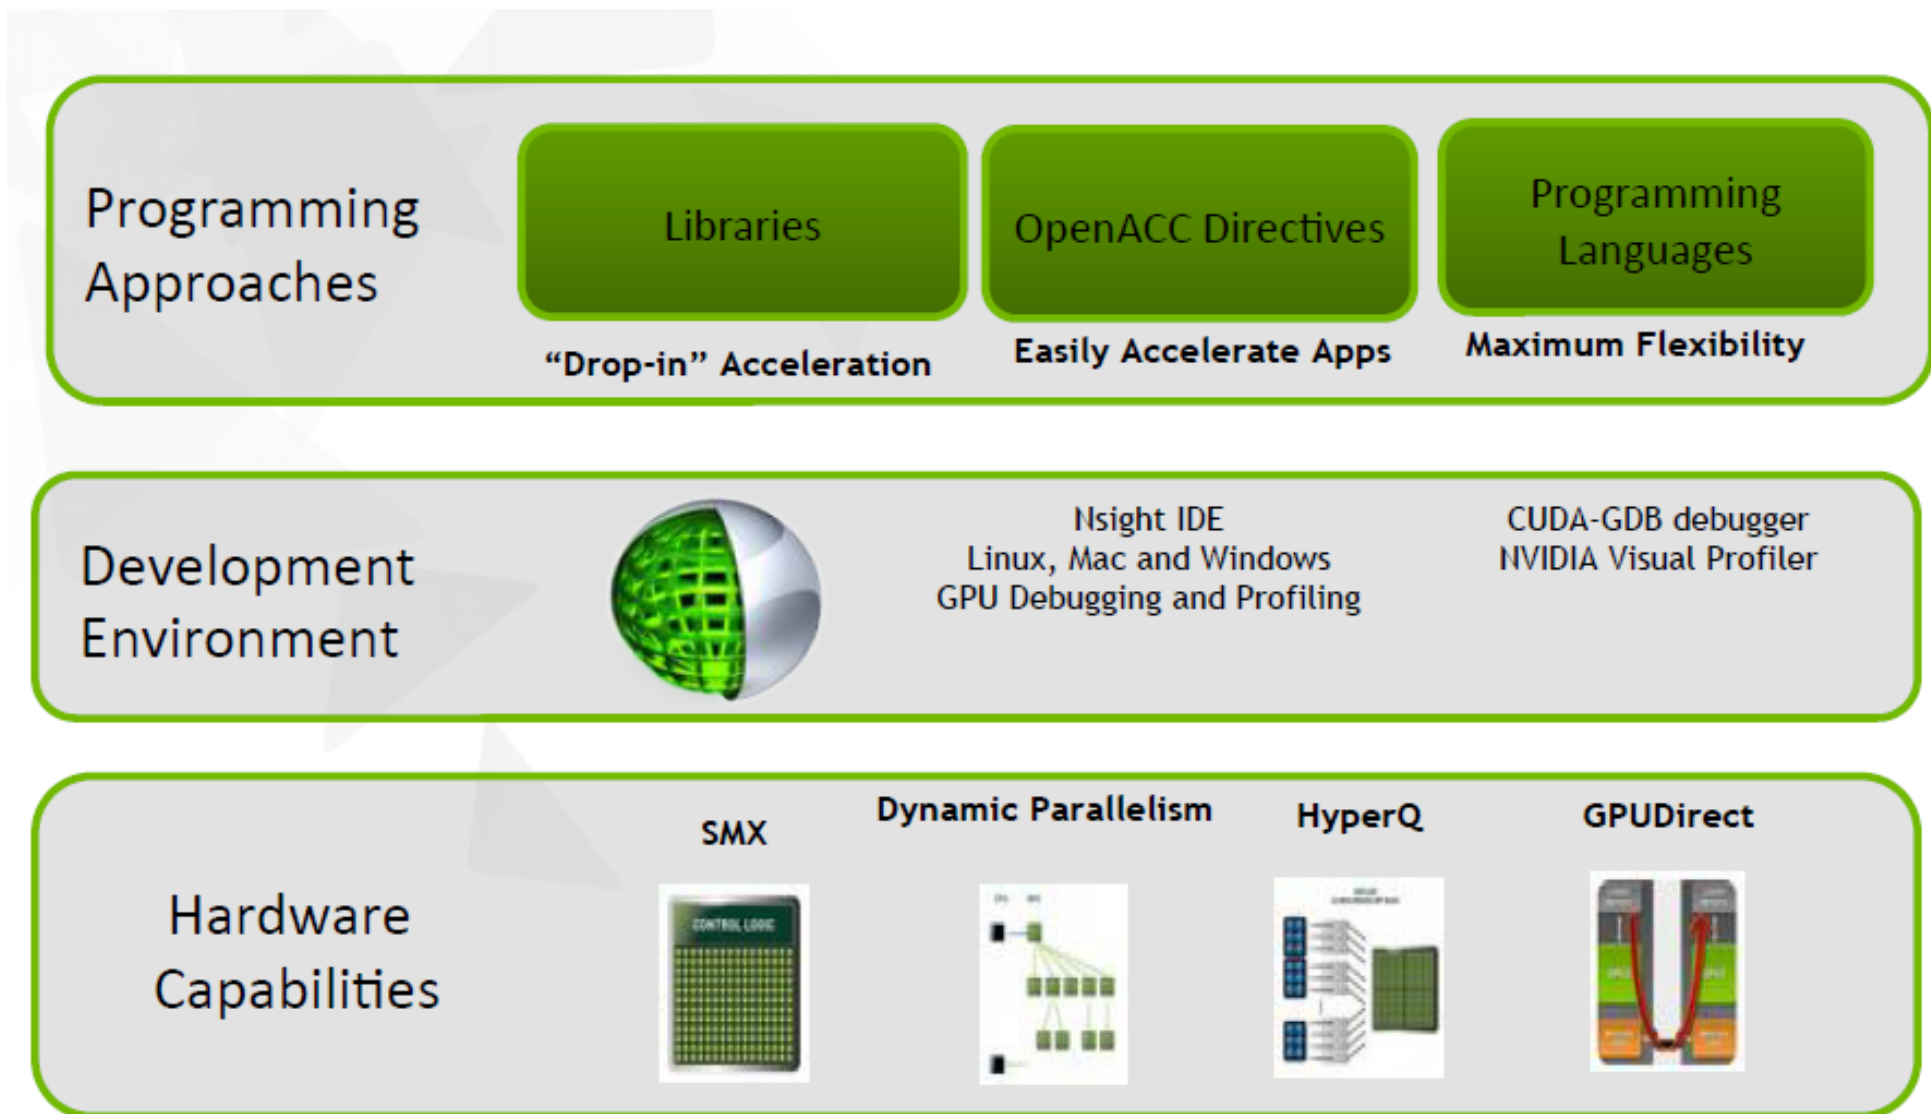 Programming
Approaches
Libraries
OpenACC Directives
Programming
Languages
“Drop-in” Acceleration
Easily Accelerate Apps
Maximum Flexibility
Development
Environment
Nsight IDE
Linux, Mac and Windows
GPU Debugging and Profiling
CUDA-GDB debugger
NVIDIA Visual Profiler
Hardware
Capabilities
SMX
Dynamic Parallelism
HyperQ
GPUDirect
CONTROL LOGIC